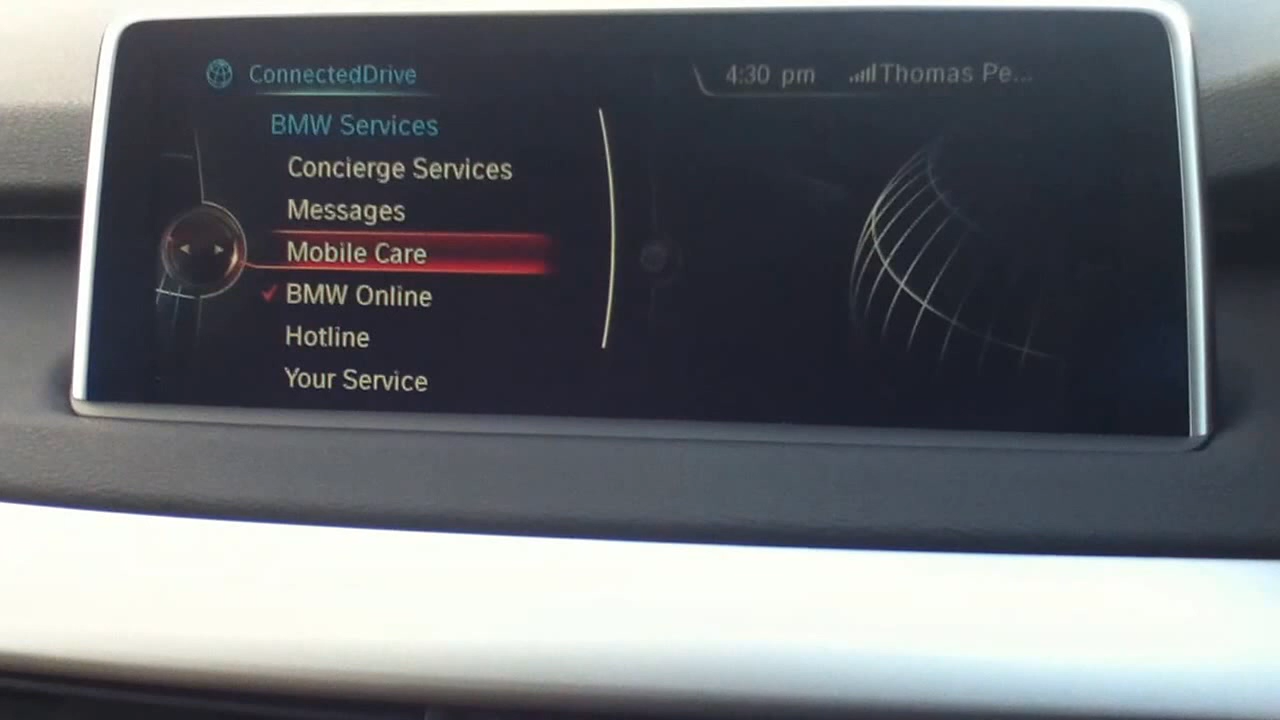 ConnectedDrive
4:30 pm Thomas Pe...
BMW Services
Concierge Services
Messages
Mobile Care
BMW Online
Hotline
Your Service